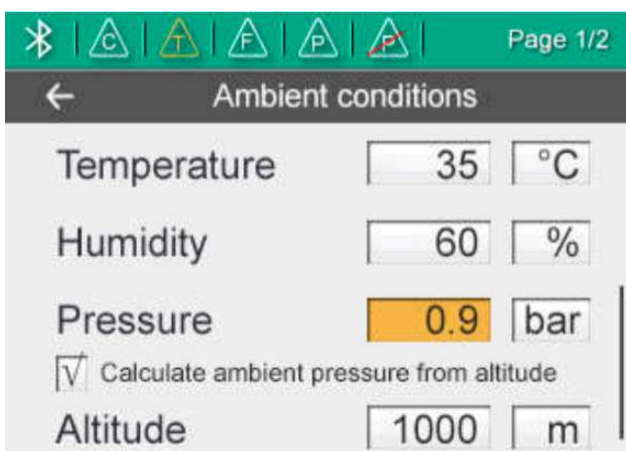 C T F P F Page 1/2
Ambient conditions
Temperature 35 °C
Humidity 60 %
Pressure 0.9 bar
√ Calculate ambient pressure from altitude
Altitude 1000 m